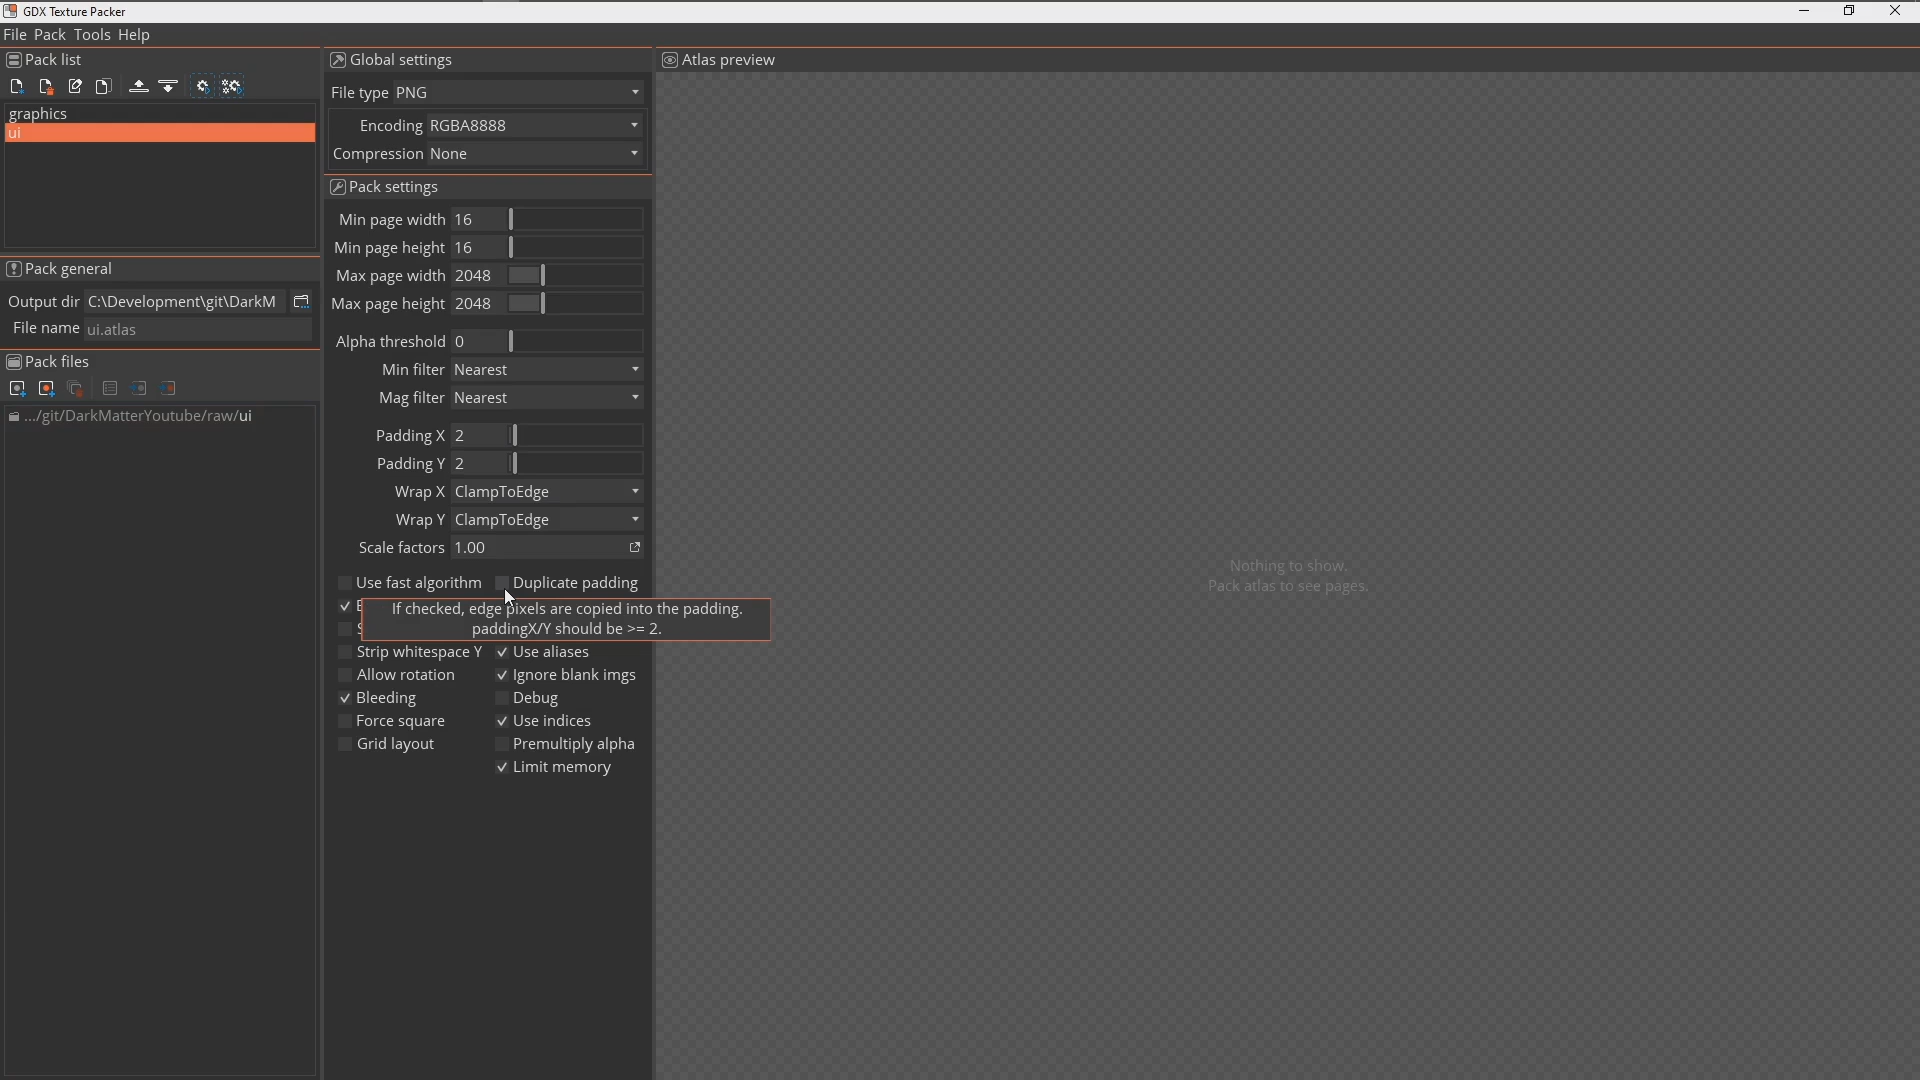 GDX Texture Packer
File Pack Tools Help
Pack list
graphics
ui
Pack general
Output dir C:\Development\git\DarkM
File name ui.atlas
Pack files
.../git/DarkMatterYoutube/raw/ui
Global settings
File type PNG
Encoding RGBA8888
Compression None
Pack settings
Min page width 16
Min page height 16
Max page width 2048
Max page height 2048
Alpha threshold 0
Min filter Nearest
Mag filter Nearest
Padding X 2
Padding Y 2
Wrap X ClampToEdge
Wrap Y ClampToEdge
Scale factors 1.00
Use fast algorithm Duplicate padding
If checked, edge pixels are copied into the padding.
paddingX/Y should be >= 2.
Strip whitespace Y Use aliases
Allow rotation Ignore blank imgs
Bleeding Debug
Force square Use indices
Grid layout Premultiply alpha
Limit memory
Atlas preview
Nothing to show.
Pack atlas to see pages.